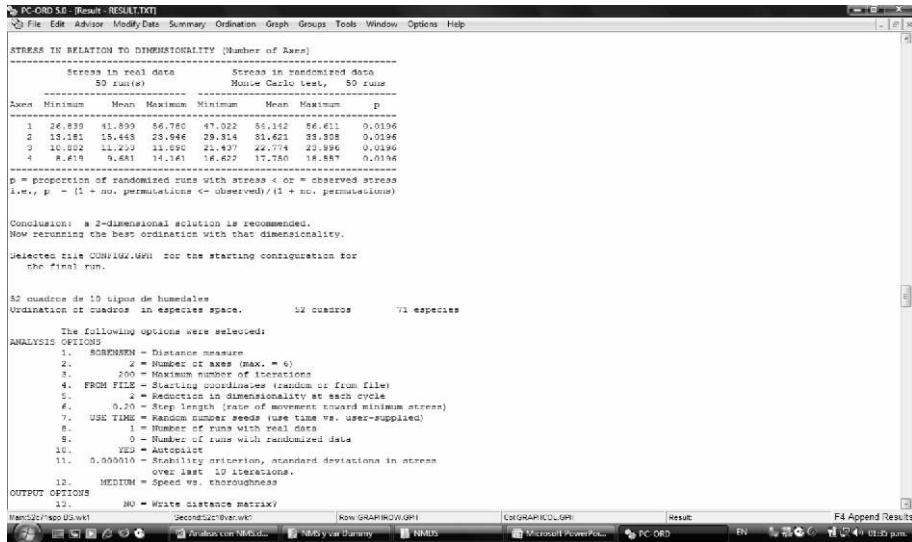 PC-ORD 5.0 - [Result - RESULT.TXT]
File Edit Advisor Modify Data Summary Ordination Graph Groups Tools Window Options Help
STRESS IN RELATION TO DIMENSIONALITY (Number of Axes)
Stress in real data Stress in randomized data
50 run(s) Monte Carlo test, 50 runs
Axes Minimum Mean Maximum Minimum Mean Maximum p
1 26.839 41.899 56.780 47.022 54.142 56.611 0.0196
2 13.181 15.443 23.946 29.314 31.621 33.308 0.0196
3 10.802 11.253 11.890 21.437 22.774 23.996 0.0196
4 8.619 9.681 14.161 16.622 17.750 18.557 0.0196
p = proportion of randomized runs with stress < or = observed stress
i.e., p = (1 + no. permutations <= observed)/(1 + no. permutations)
Conclusion: a 2-dimensional solution is recommended.
Now rerunning the best ordination with that dimensionality.
Selected file CONFIG2.GPH for the starting configuration for
the final run.
52 cuadros de 10 tipos de humedales
Ordination of cuadros in especies space. 52 cuadros 71 especies
The following options were selected:
ANALYSIS OPTIONS
1. SORENSEN = Distance measure
2. 2 = Number of axes (max. = 6)
3. 200 = Maximum number of iterations
4. FROM FILE = Starting coordinates (random or from file)
5. 2 = Reduction in dimensionality at each cycle
6. 0.20 = Step length (rate of movement toward minimum stress)
7. USE TIME = Random number seeds (use time vs. user-supplied)
8. 1 = Number of runs with real data
9. 0 = Number of runs with randomized data
10. YES = Autopilot
11. 0.000010 = Stability criterion, standard deviations in stress
over last 10 iterations.
12. MEDIUM = Speed vs. thoroughness
OUTPUT OPTIONS
13. NO = Write distance matrix?
Row:GRAPHROW.GPH Col:GRAPHCOL.GPH Result: F4 Append Results
Analisis con NMS.d... NMS y var Dummy NMDS Microsoft PowerPoi... PC-ORD EN 01:35 p.m.